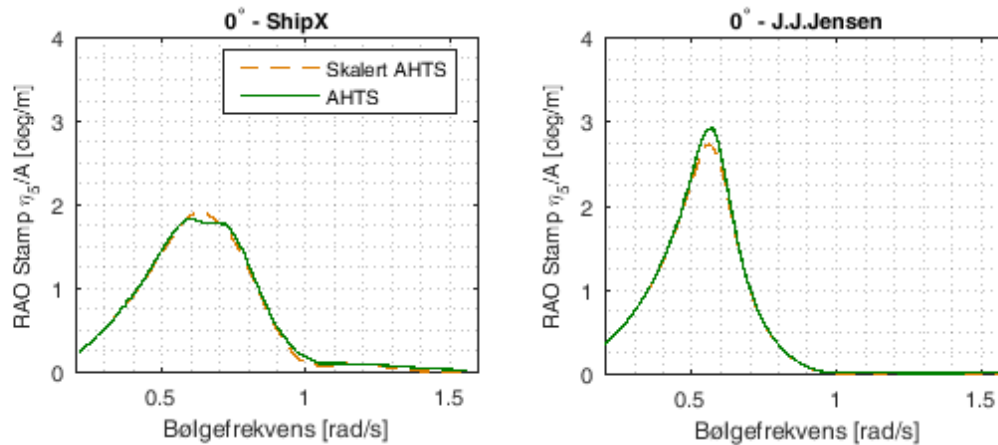 0° - ShipX
RAO Stamp η5/A [deg/m]
4
3
2
1
0
Skalert AHTS
AHTS
0.5
1
1.5
Bølgefrekvens [rad/s]
0° - J.J.Jensen
RAO Stamp η5/A [deg/m]
4
3
2
1
0
0.5
1
1.5
Bølgefrekvens [rad/s]